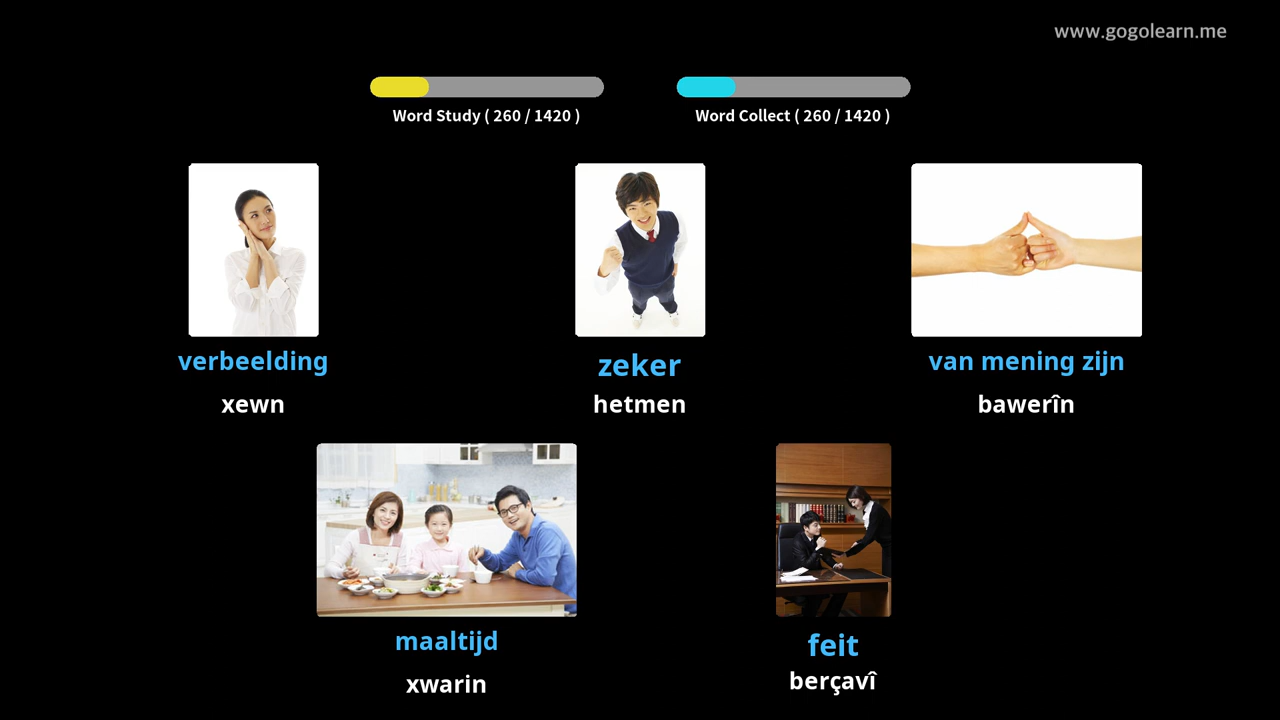 www.gogolearn.me
Word Study ( 260 / 1420 )
Word Collect ( 260 / 1420 )
verbeelding
zeker
van mening zijn
xewn
hetmen
bawerîn
maaltijd
feit
xwarin
berçavî